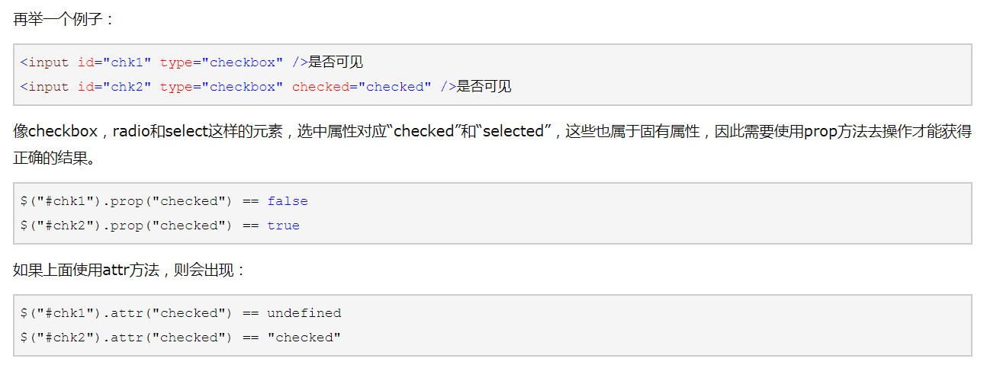 再举一个例子：
<input id="chk1" type="checkbox" />是否可见
<input id="chk2" type="checkbox" checked="checked" />是否可见
像checkbox，radio和select这样的元素，选中属性对应“checked”和“selected”，这些也属于固有属性，因此需要使用prop方法去操作才能获得
正确的结果。
$("#chk1").prop("checked") == false
$("#chk2").prop("checked") == true
如果上面使用attr方法，则会出现：
$("#chk1").attr("checked") == undefined
$("#chk2").attr("checked") == "checked"